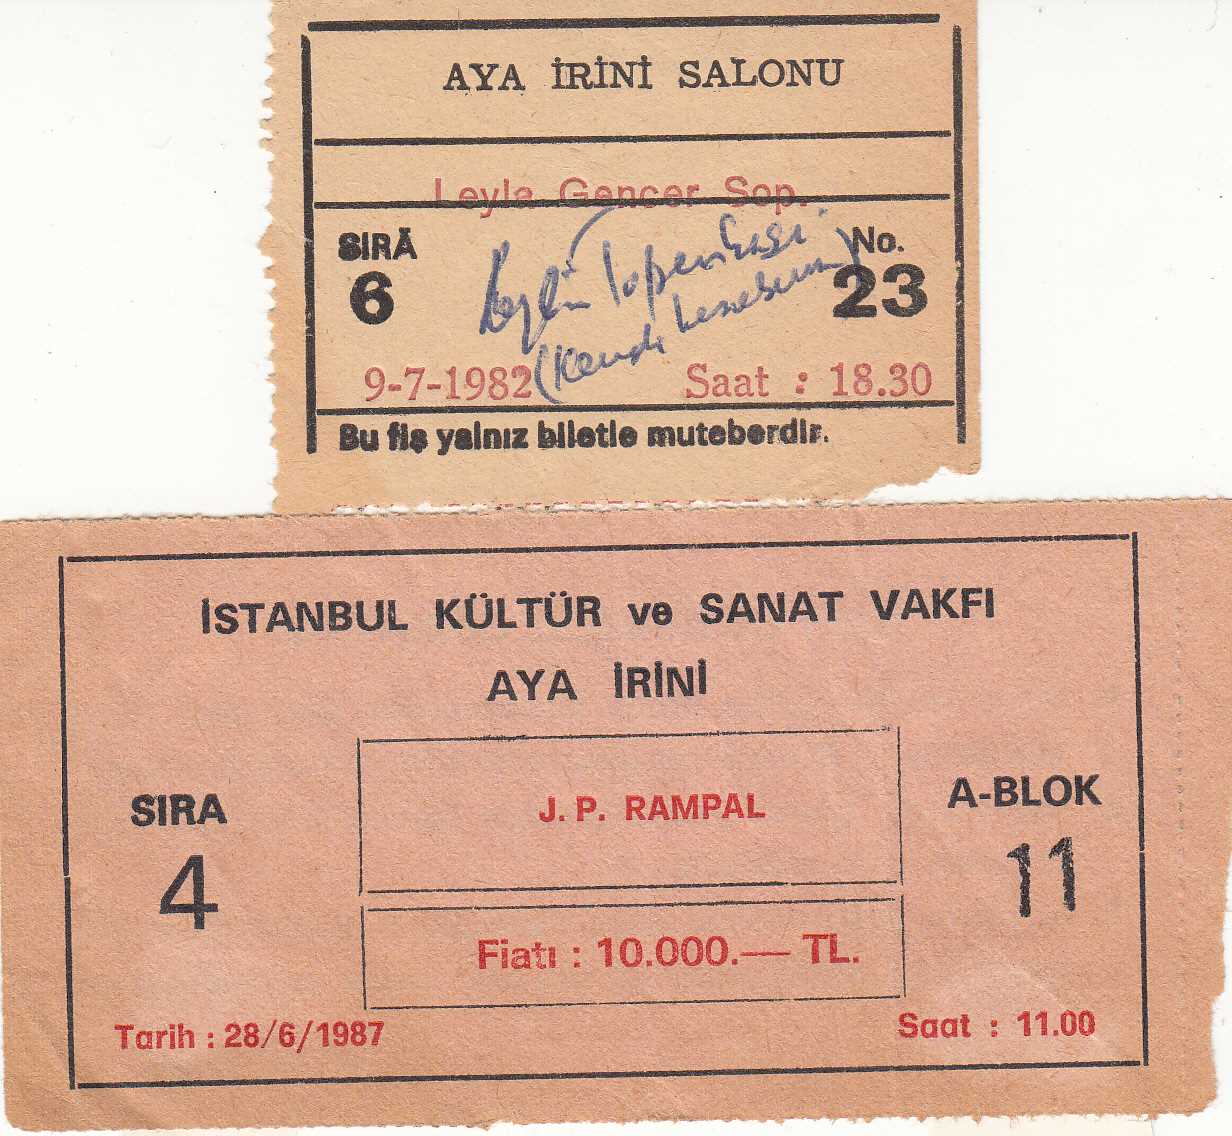 AYA İRİNİ SALONU
Leyla Gencer Sop.
SIRA No.
6 23
(Kendi
9-7-1982 Saat : 18.30
Bu fiş yalnız biletle muteberdir.
İSTANBUL KÜLTÜR ve SANAT VAKFI
AYA İRİNİ
SIRA J. P. RAMPAL A-BLOK
4 11
Fiatı : 10.000.— TL.
Tarih : 28/6/1987 Saat : 11.00